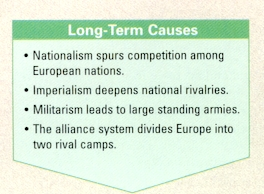 Long-Term Causes
• Nationalism spurs competition among
European nations.
• Imperialism deepens national rivalries.
• Militarism leads to large standing armies.
• The alliance system divides Europe into
two rival camps.